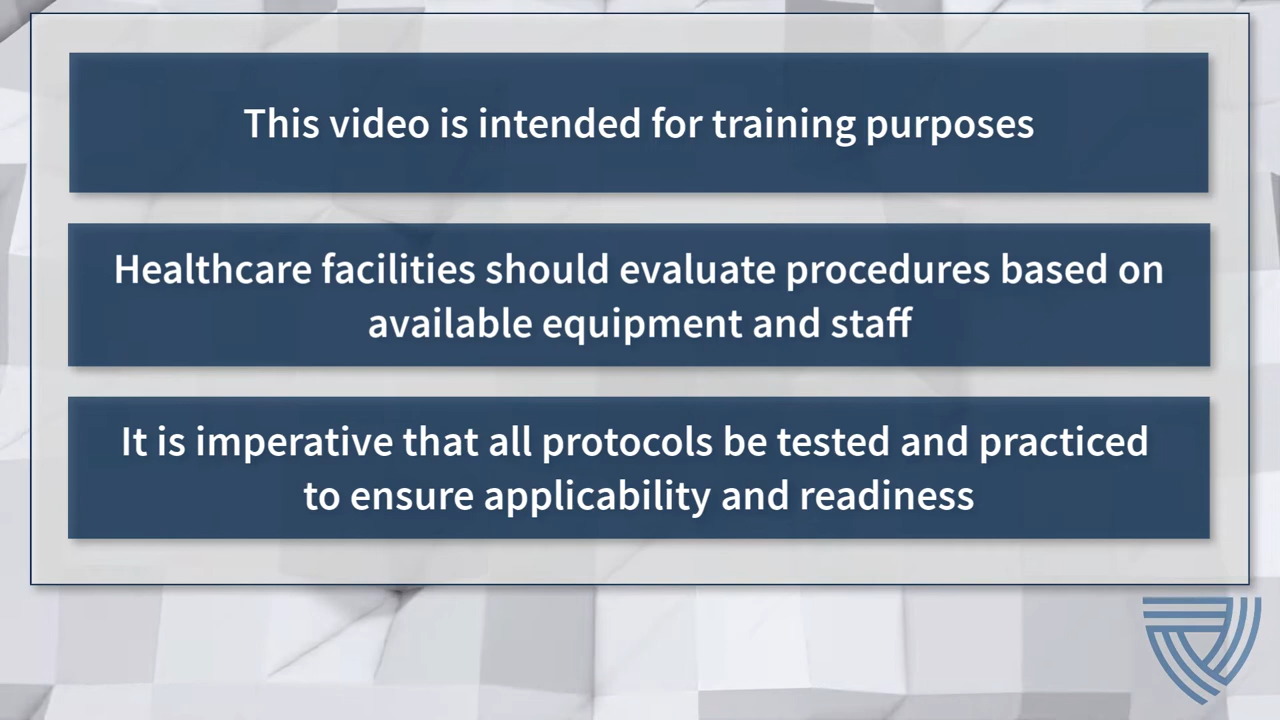 This video is intended for training purposes
Healthcare facilities should evaluate procedures based on
available equipment and staff
It is imperative that all protocols be tested and practiced
to ensure applicability and readiness